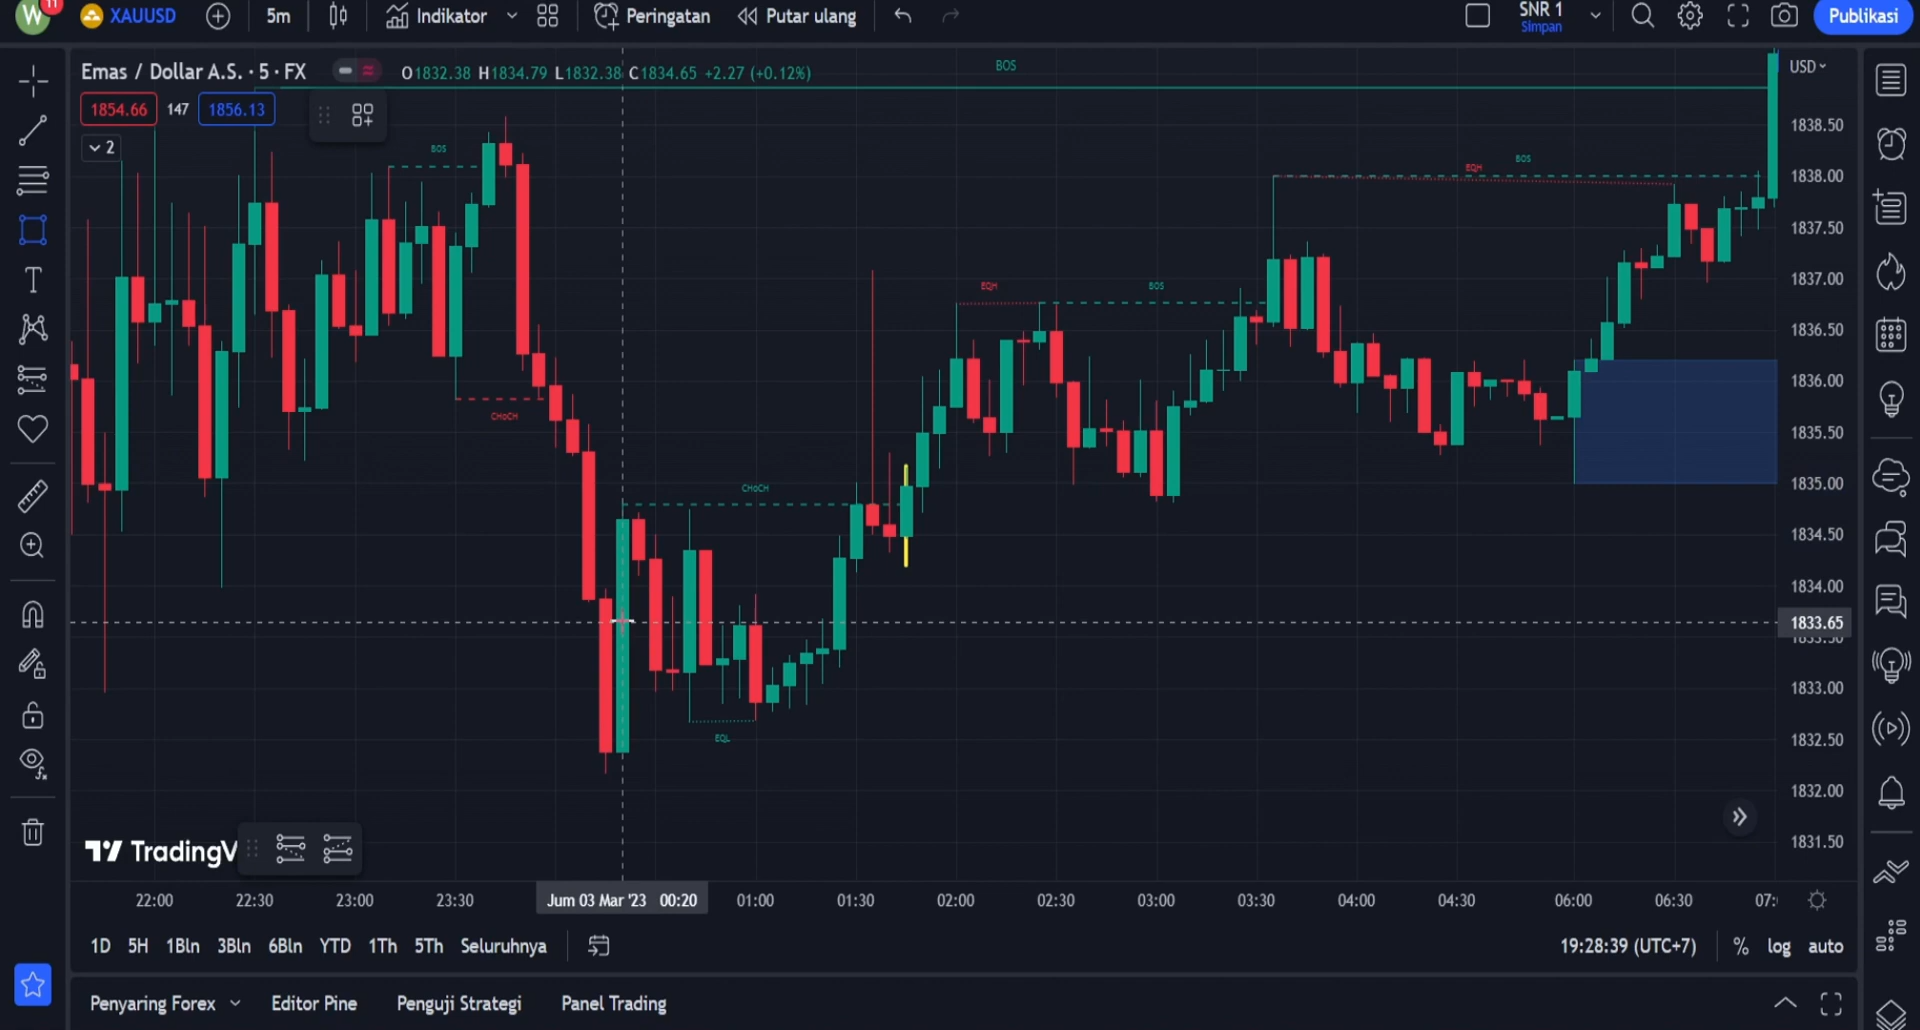 W 11 XAUUSD 5m Indikator Peringatan Putar ulang SNR 1 Simpan Publikasi
Emas / Dollar A.S. · 5 · FX O1832.38 H1834.79 L1832.38 C1834.65 +2.27 (+0.12%)
BOS
USD
1854.66 147 1856.13
2
1838.50
BOS
BOS
EQH
1838.00
1837.50
1837.00
EQH
BOS
1836.50
1836.00
CHoCH
1835.50
1835.00
CHoCH
1834.50
1834.00
1833.65
1833.50
1833.00
EQL
1832.50
1832.00
1831.50
TradingV
22:00 22:30 23:00 23:30 Jum 03 Mar '23 00:20 01:00 01:30 02:00 02:30 03:00 03:30 04:00 04:30 06:00 06:30 07:
1D 5H 1Bln 3Bln 6Bln YTD 1Th 5Th Seluruhnya 19:28:39 (UTC+7) % log auto
Penyaring Forex Editor Pine Penguji Strategi Panel Trading